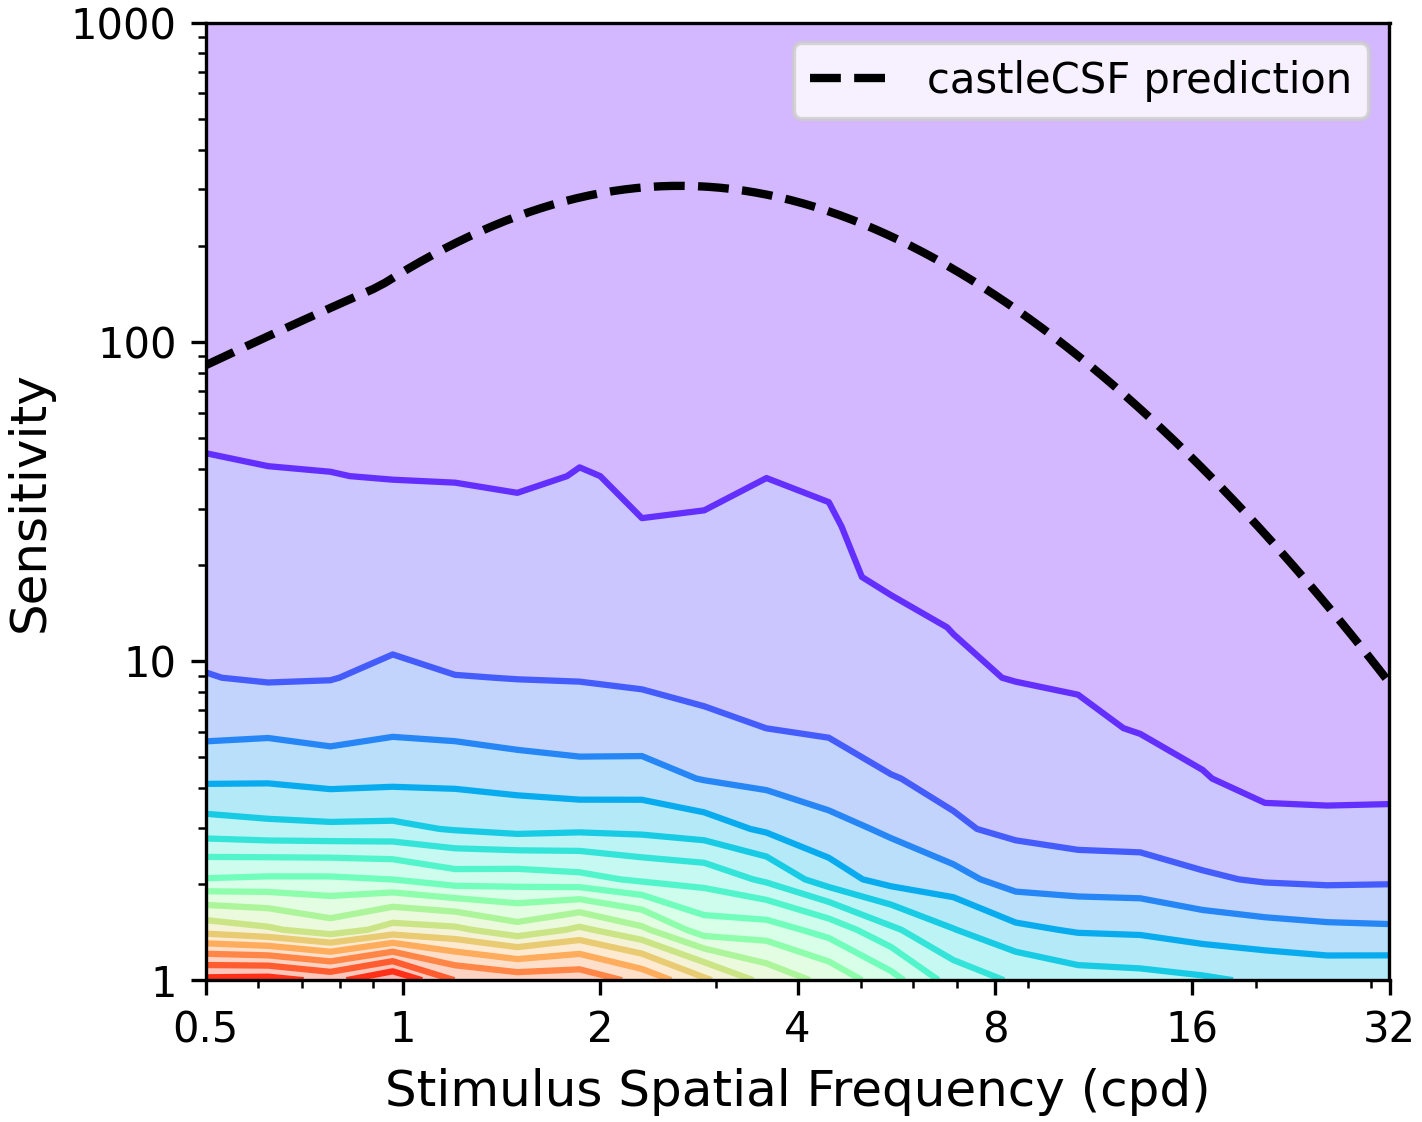 1000
castleCSF prediction
100
10
1
Sensitivity
0.5 1 2 4 8 16 32
Stimulus Spatial Frequency (cpd)